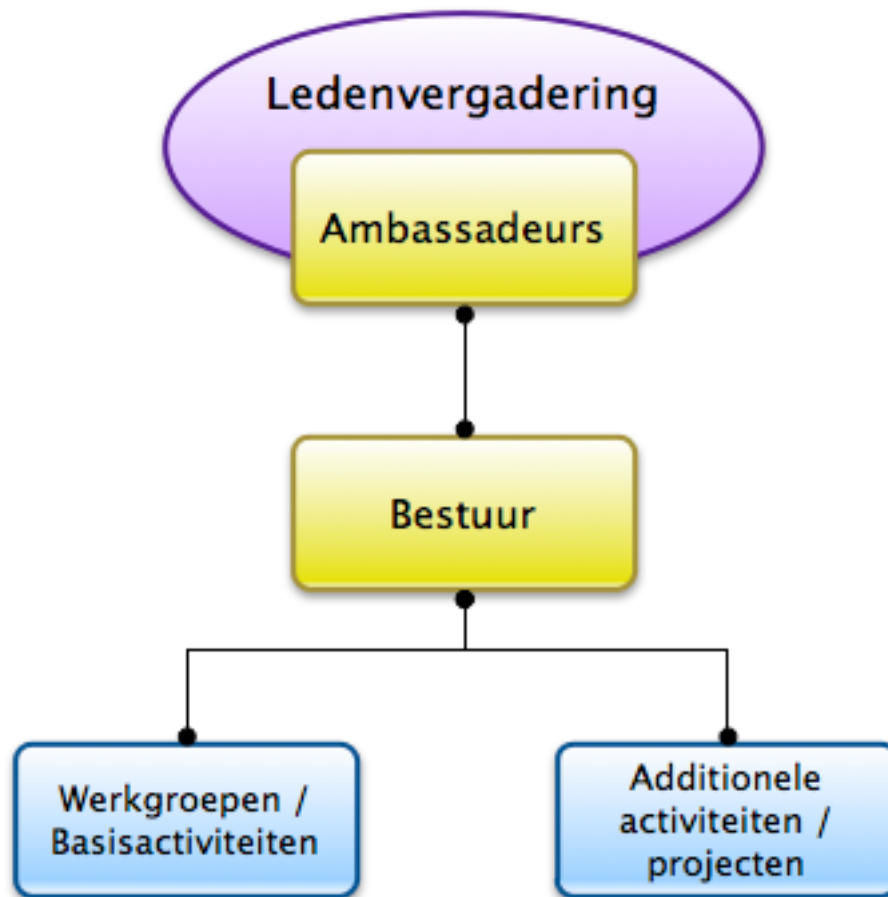 Ledenvergadering
Ambassadeurs
Bestuur
Werkgroepen /
Basisactiviteiten
Additionele
activiteiten /
projecten